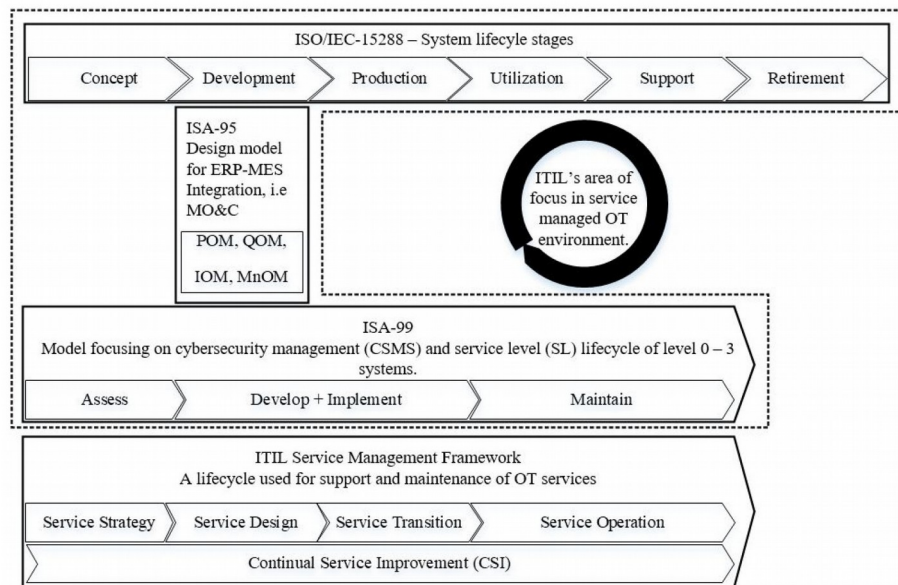 ISO/IEC-15288 – System lifecyle stages
Concept
Development
Production
Utilization
Support
Retirement
ISA-95
Design model
for ERP-MES
Integration, i.e
MO&C
POM, QOM,
IOM, MnOM
ITIL's area of
focus in service
managed OT
environment.
ISA-99
Model focusing on cybersecurity management (CSMS) and service level (SL) lifecycle of level 0 – 3
systems.
Assess
Develop + Implement
Maintain
ITIL Service Management Framework
A lifecycle used for support and maintenance of OT services
Service Strategy
Service Design
Service Transition
Service Operation
Continual Service Improvement (CSI)